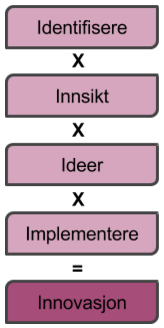 Identifisere
X
Innsikt
X
Ideer
X
Implementere
=
Innovasjon